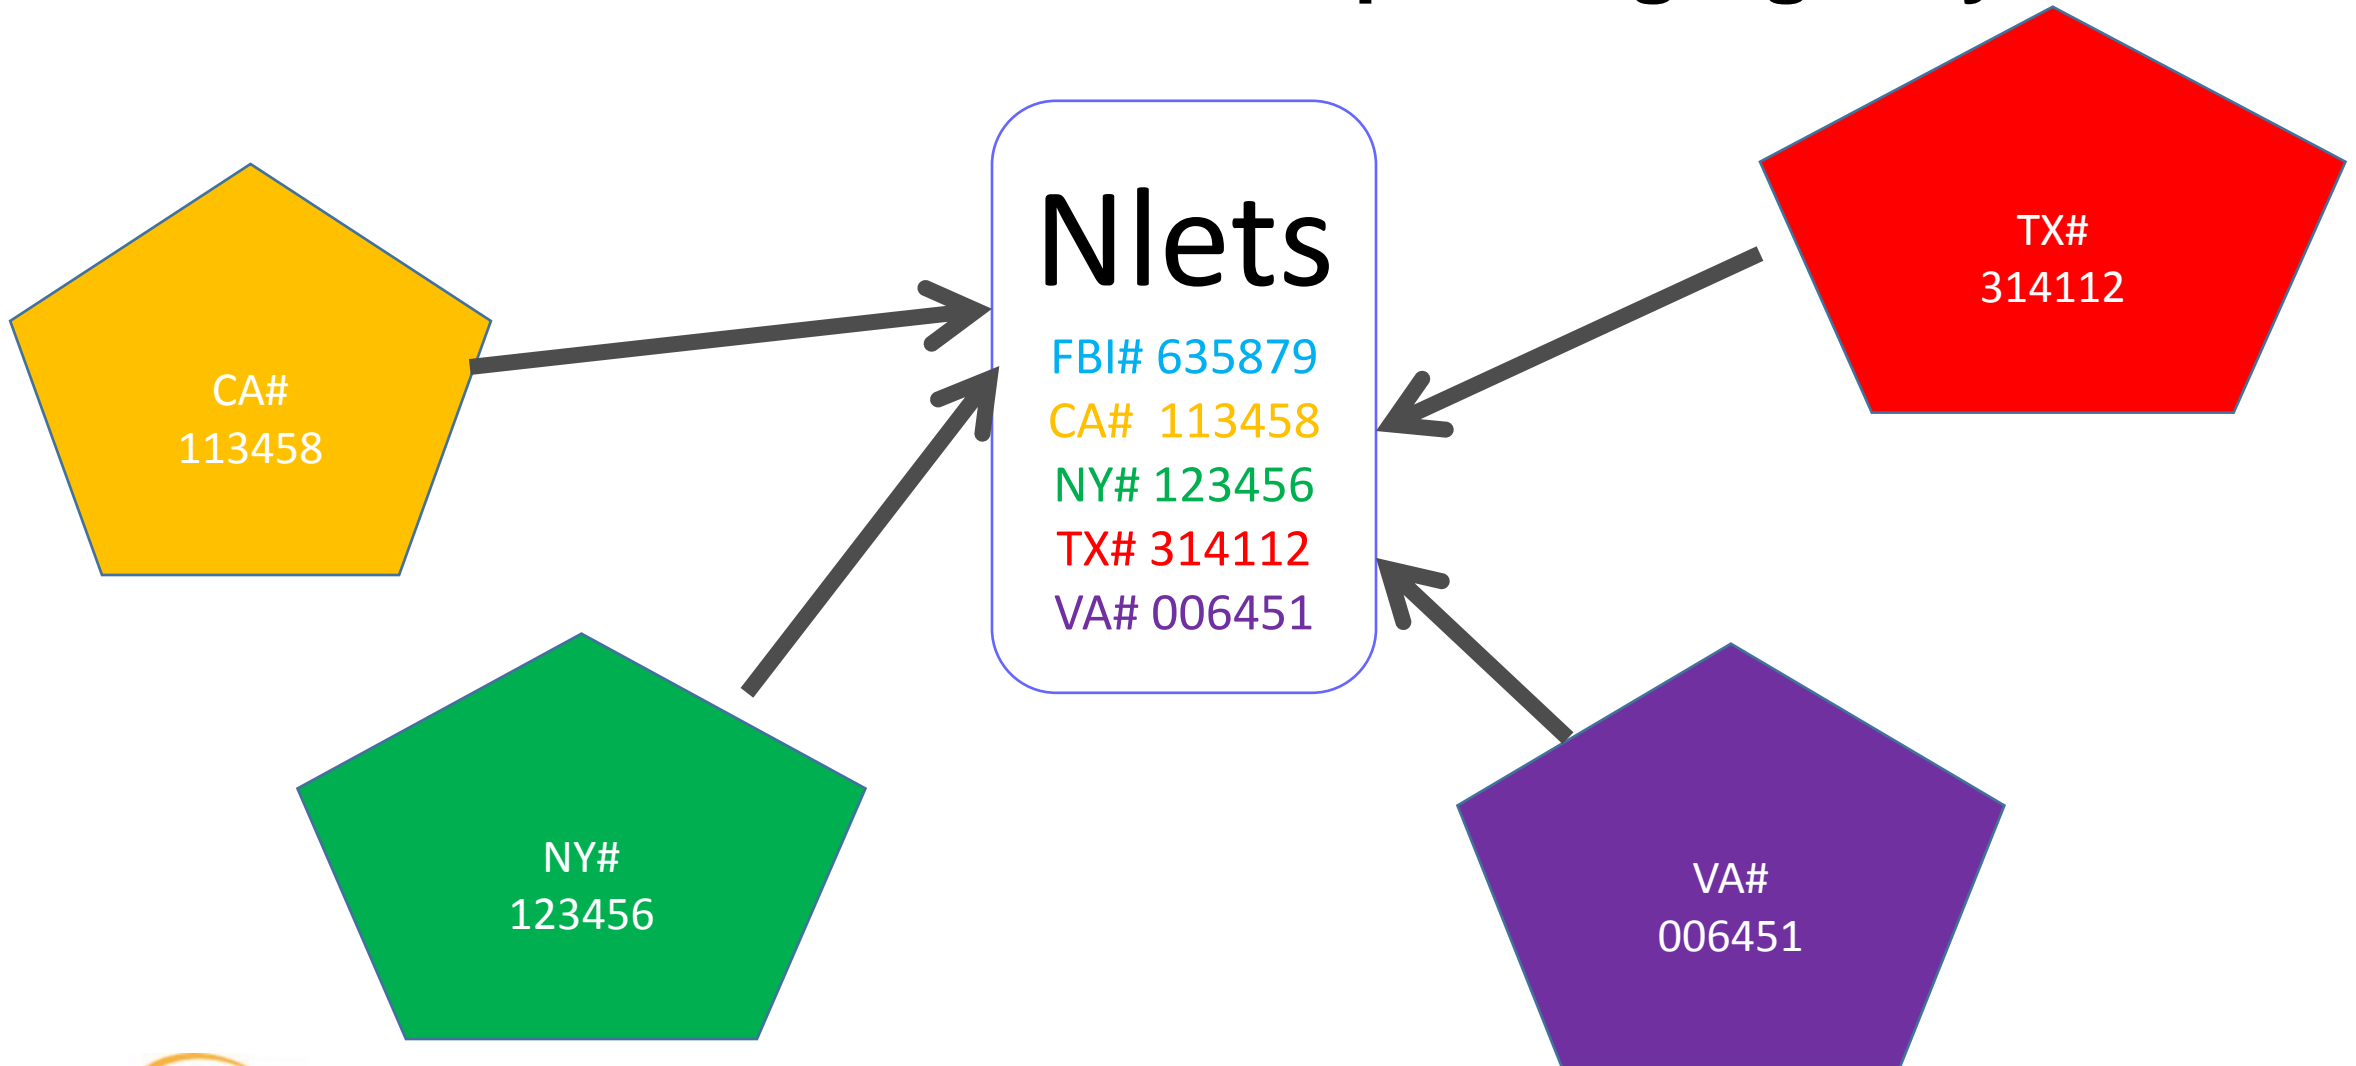 Nlets
FBI# 635879
CA# 113458
NY# 123456
TX# 314112
VA# 006451
CA#
113458
TX#
314112
NY#
123456
VA#
006451